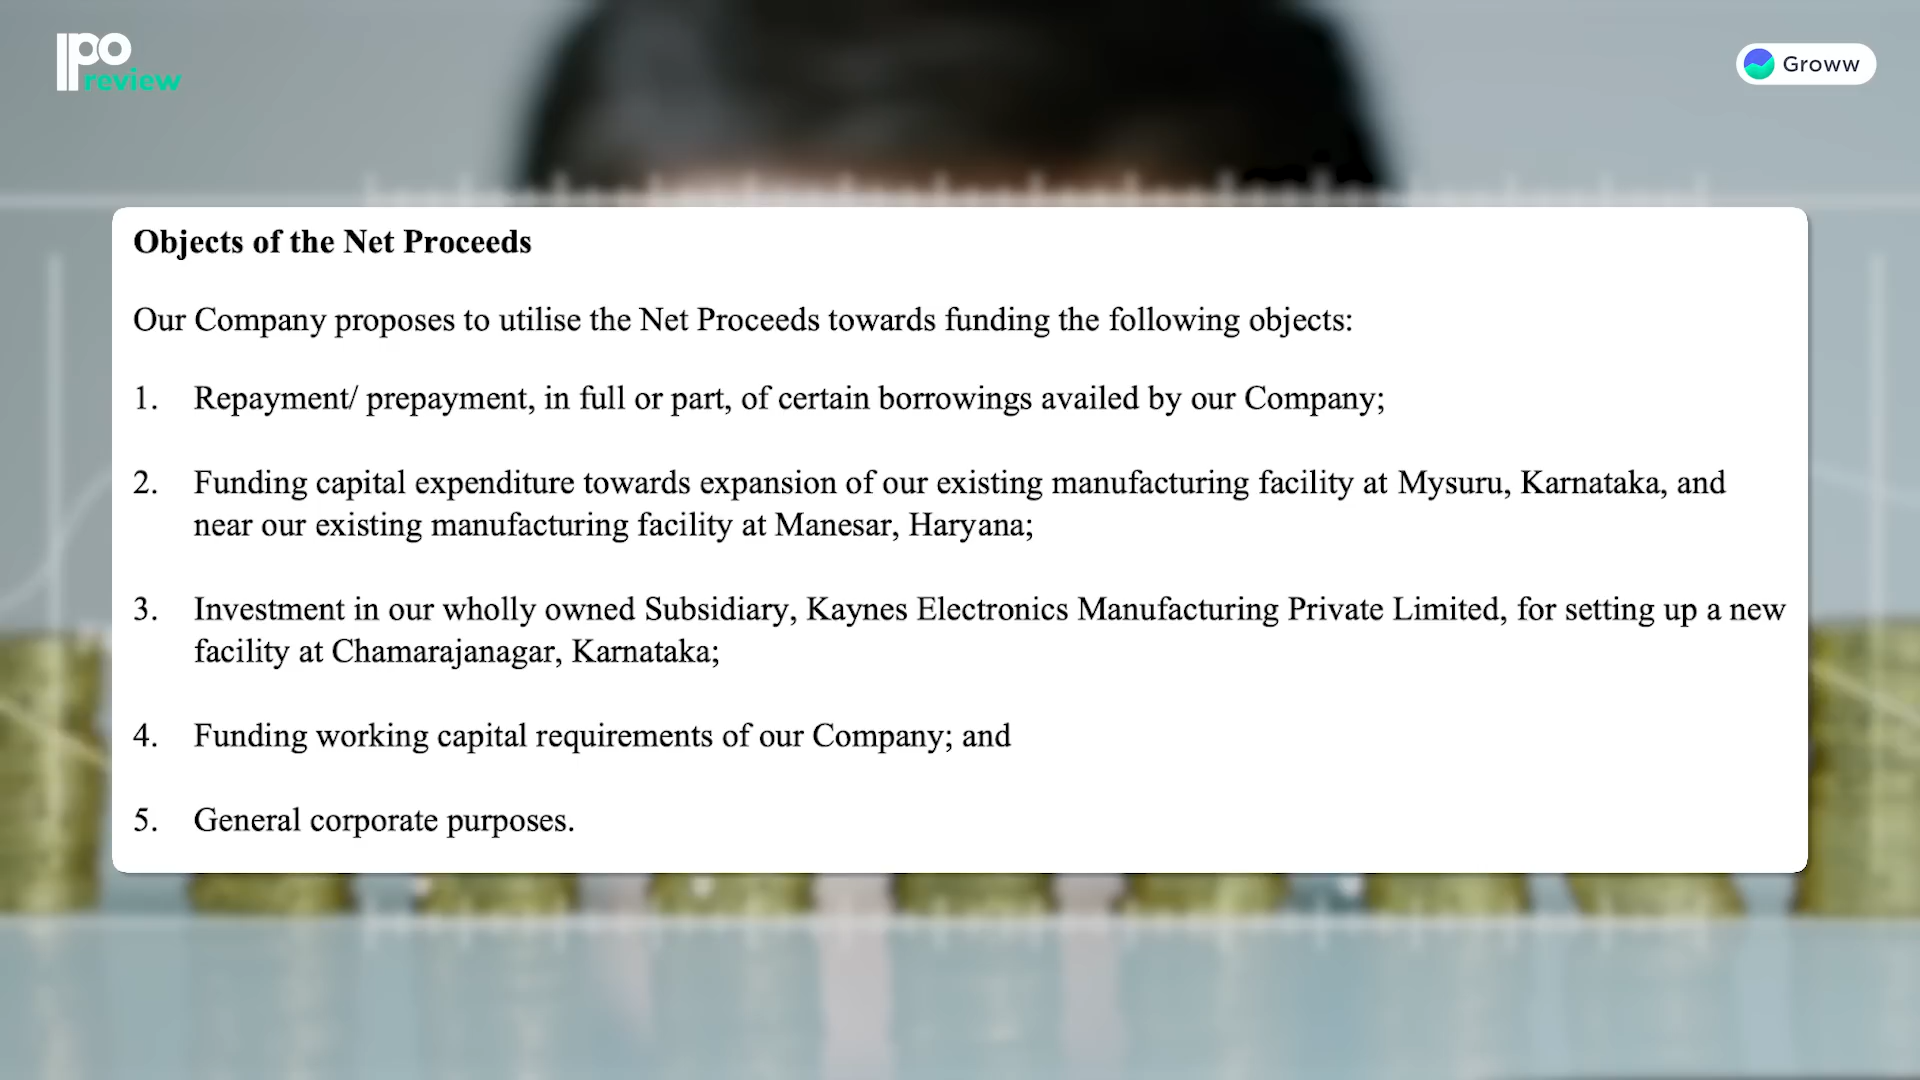 IPO
review
Groww
Objects of the Net Proceeds
Our Company proposes to utilise the Net Proceeds towards funding the following objects:
1. Repayment/ prepayment, in full or part, of certain borrowings availed by our Company;
2. Funding capital expenditure towards expansion of our existing manufacturing facility at Mysuru, Karnataka, and
near our existing manufacturing facility at Manesar, Haryana;
3. Investment in our wholly owned Subsidiary, Kaynes Electronics Manufacturing Private Limited, for setting up a new
facility at Chamarajanagar, Karnataka;
4. Funding working capital requirements of our Company; and
5. General corporate purposes.